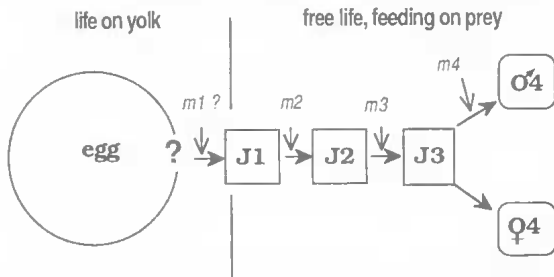 life on yolk
free life, feeding on prey
m4
♂4
m1 ?
m2
m3
egg
?
J1
J2
J3
♀4